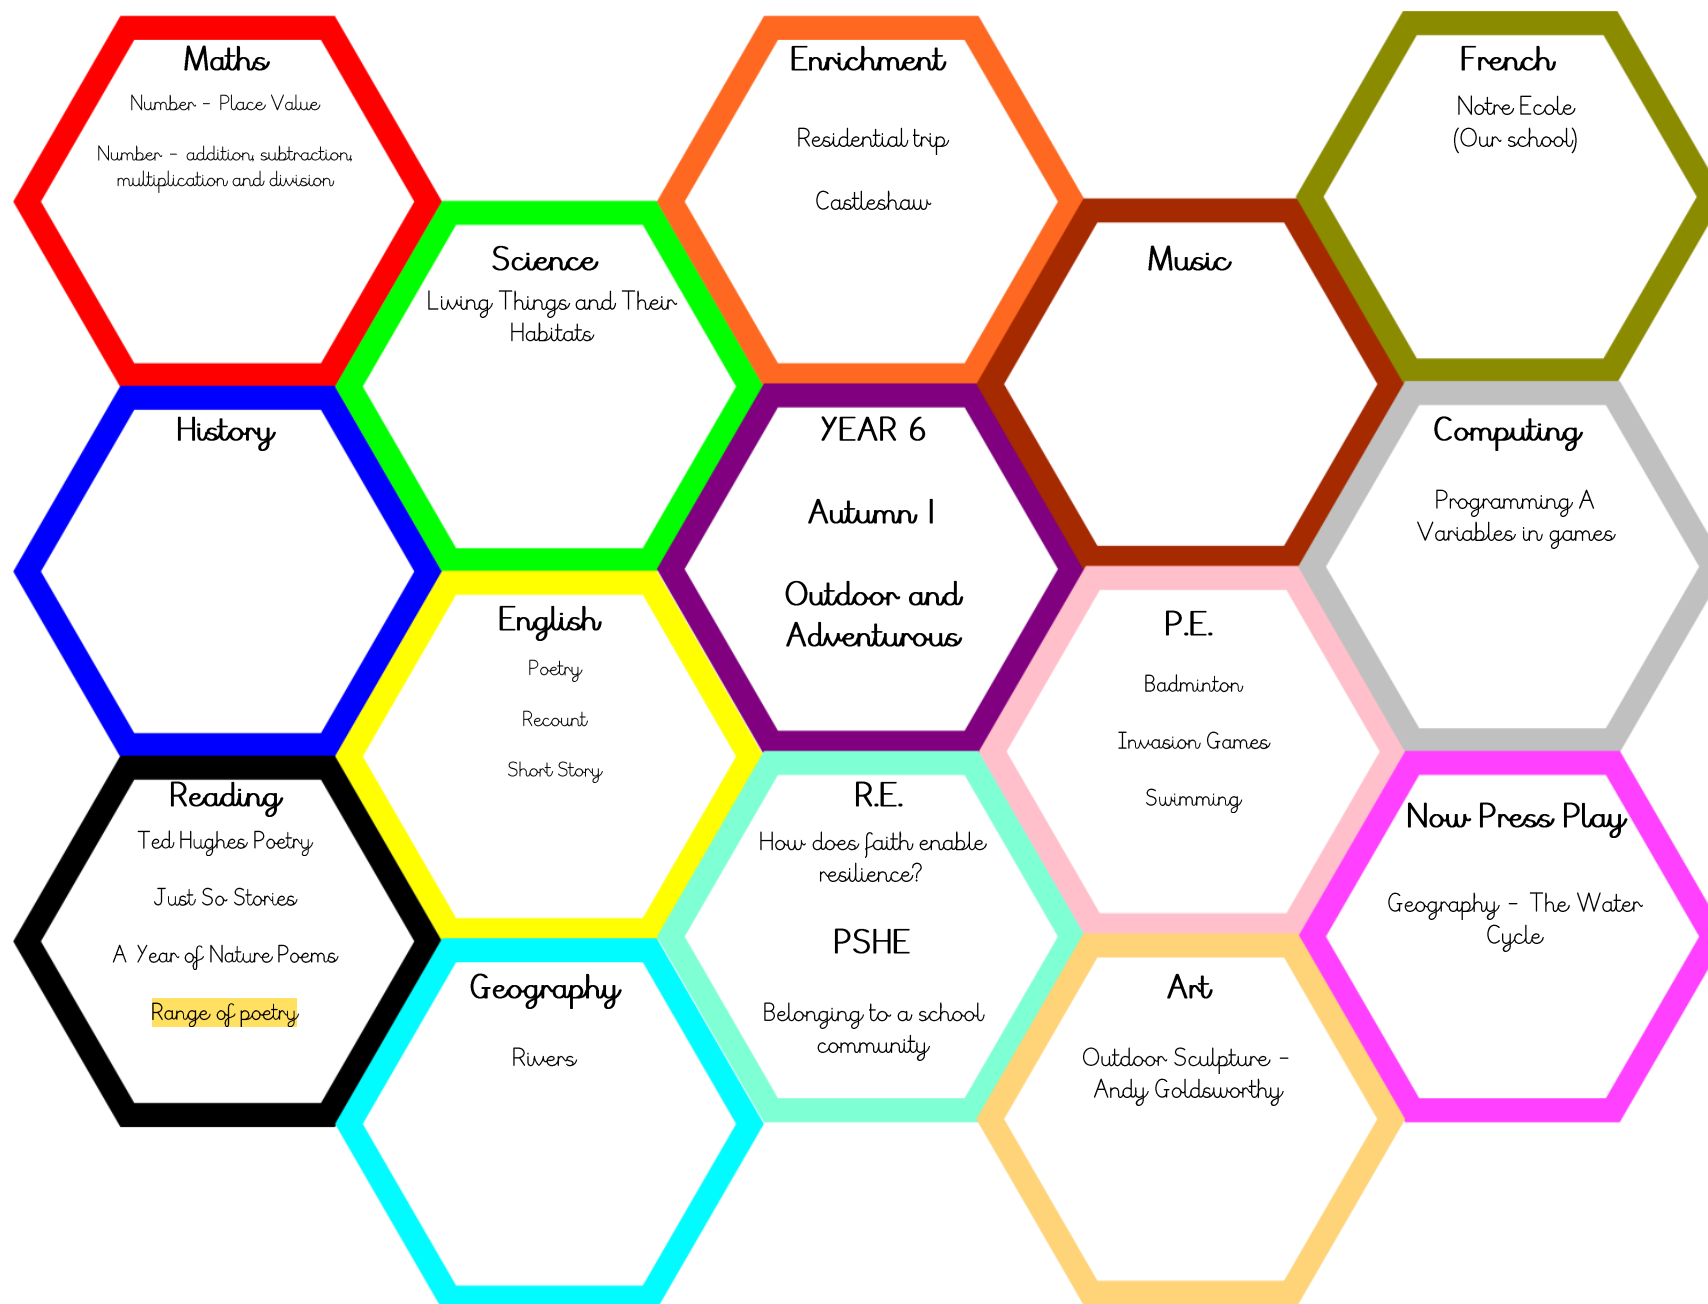 Maths
Number - Place Value
Number - addition, subtraction,
multiplication and division
Enrichment
Residential trip
Castleshaw
French
Notre Ecole
(Our school)
Science
Living Things and Their
Habitats
Music
History
YEAR 6
Autumn 1
Outdoor and
Adventurous
Computing
Programming A
Variables in games
English
Poetry
Recount
Short Story
P.E.
Badminton
Invasion Games
Swimming
Reading
Ted Hughes Poetry
Just So Stories
A Year of Nature Poems
Range of poetry
R.E.
How does faith enable
resilience?
PSHE
Belonging to a school
community
Now Press Play
Geography - The Water
Cycle
Geography
Rivers
Art
Outdoor Sculpture -
Andy Goldsworthy